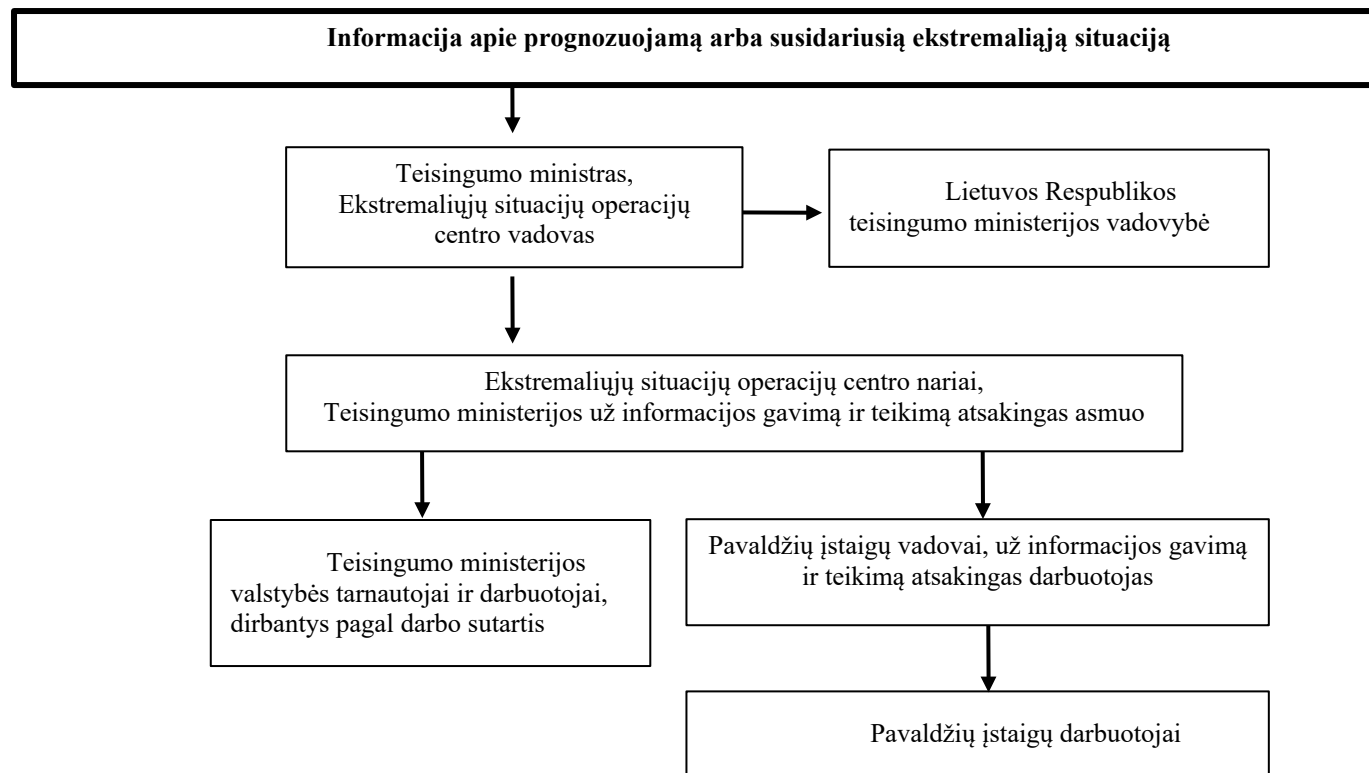 Informacija apie prognozuojamą arba susidariusią ekstremaliąją situaciją
Teisingumo ministras,
Ekstremaliųjų situacijų operacijų
centro vadovas
Lietuvos Respublikos
teisingumo ministerijos vadovybė
Ekstremaliųjų situacijų operacijų centro nariai,
Teisingumo ministerijos už informacijos gavimą ir teikimą atsakingas asmuo
Teisingumo ministerijos
valstybės tarnautojai ir darbuotojai,
dirbantys pagal darbo sutartis
Pavaldžių įstaigų vadovai, už informacijos gavimą
ir teikimą atsakingas darbuotojas
Pavaldžių įstaigų darbuotojai